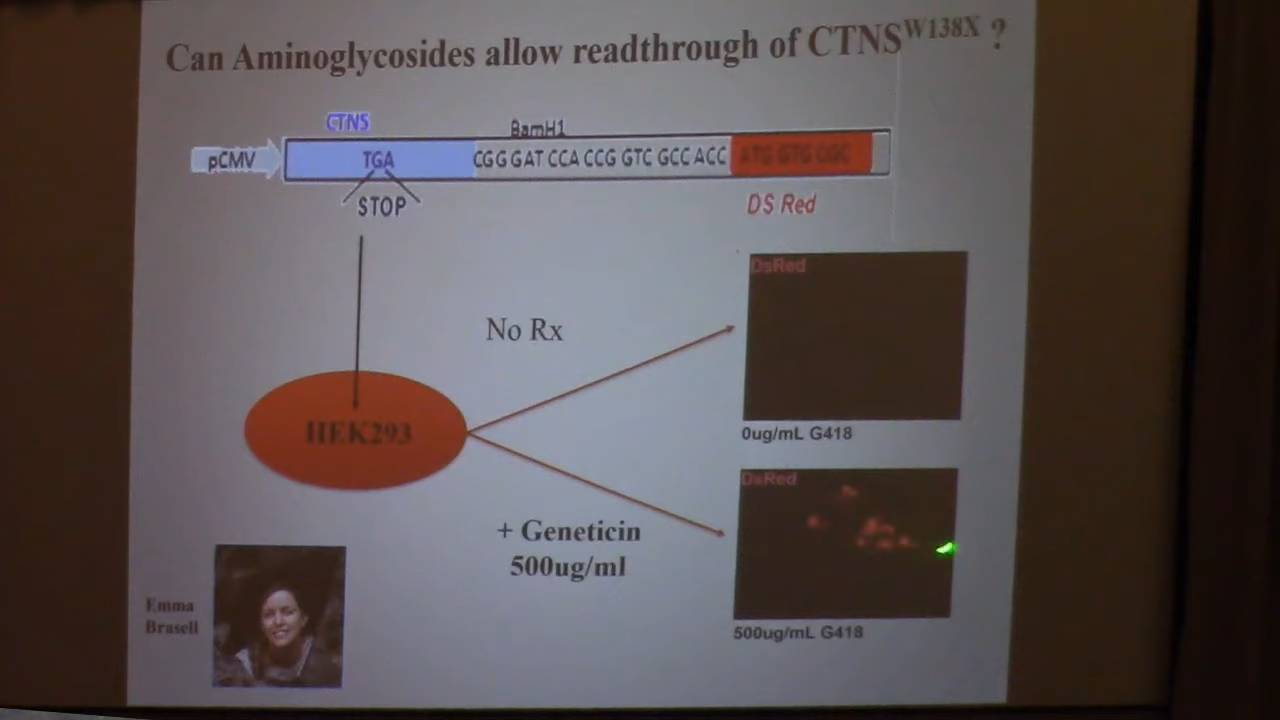 Can Aminoglycosides allow readthrough of CTNS^W138X ?
CTNS
BamH1
pCMV
TGA
CGG GAT CCA CCG GTC GCC ACC
ATG GTG CGC
STOP
DS Red
DsRed
No Rx
HEK293
0ug/mL G418
DsRed
+ Geneticin
500ug/ml
500ug/mL G418
Emma
Brasell